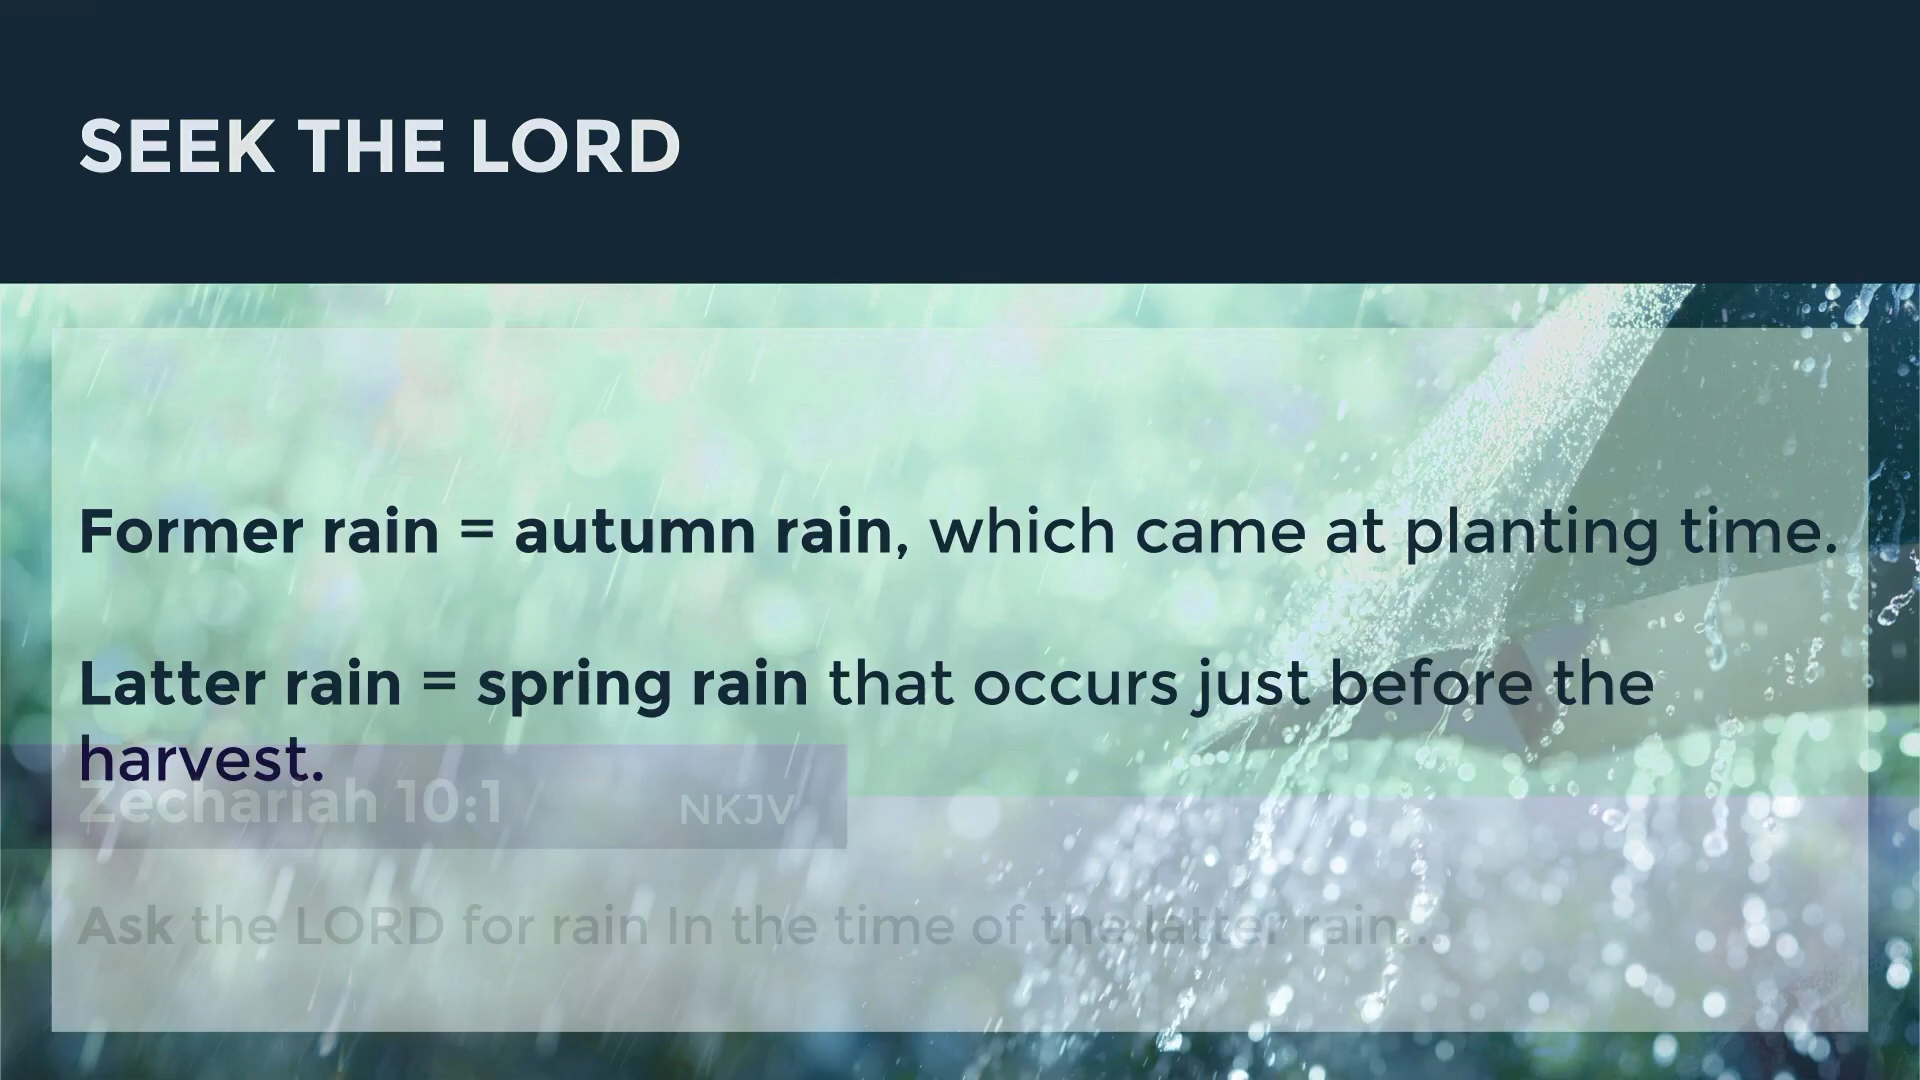 SEEK THE LORD
Former rain = autumn rain, which came at planting time.
Latter rain = spring rain that occurs just before the
harvest.
Zechariah 10:1 NKJV
Ask the LORD for rain In the time of the latter rain...